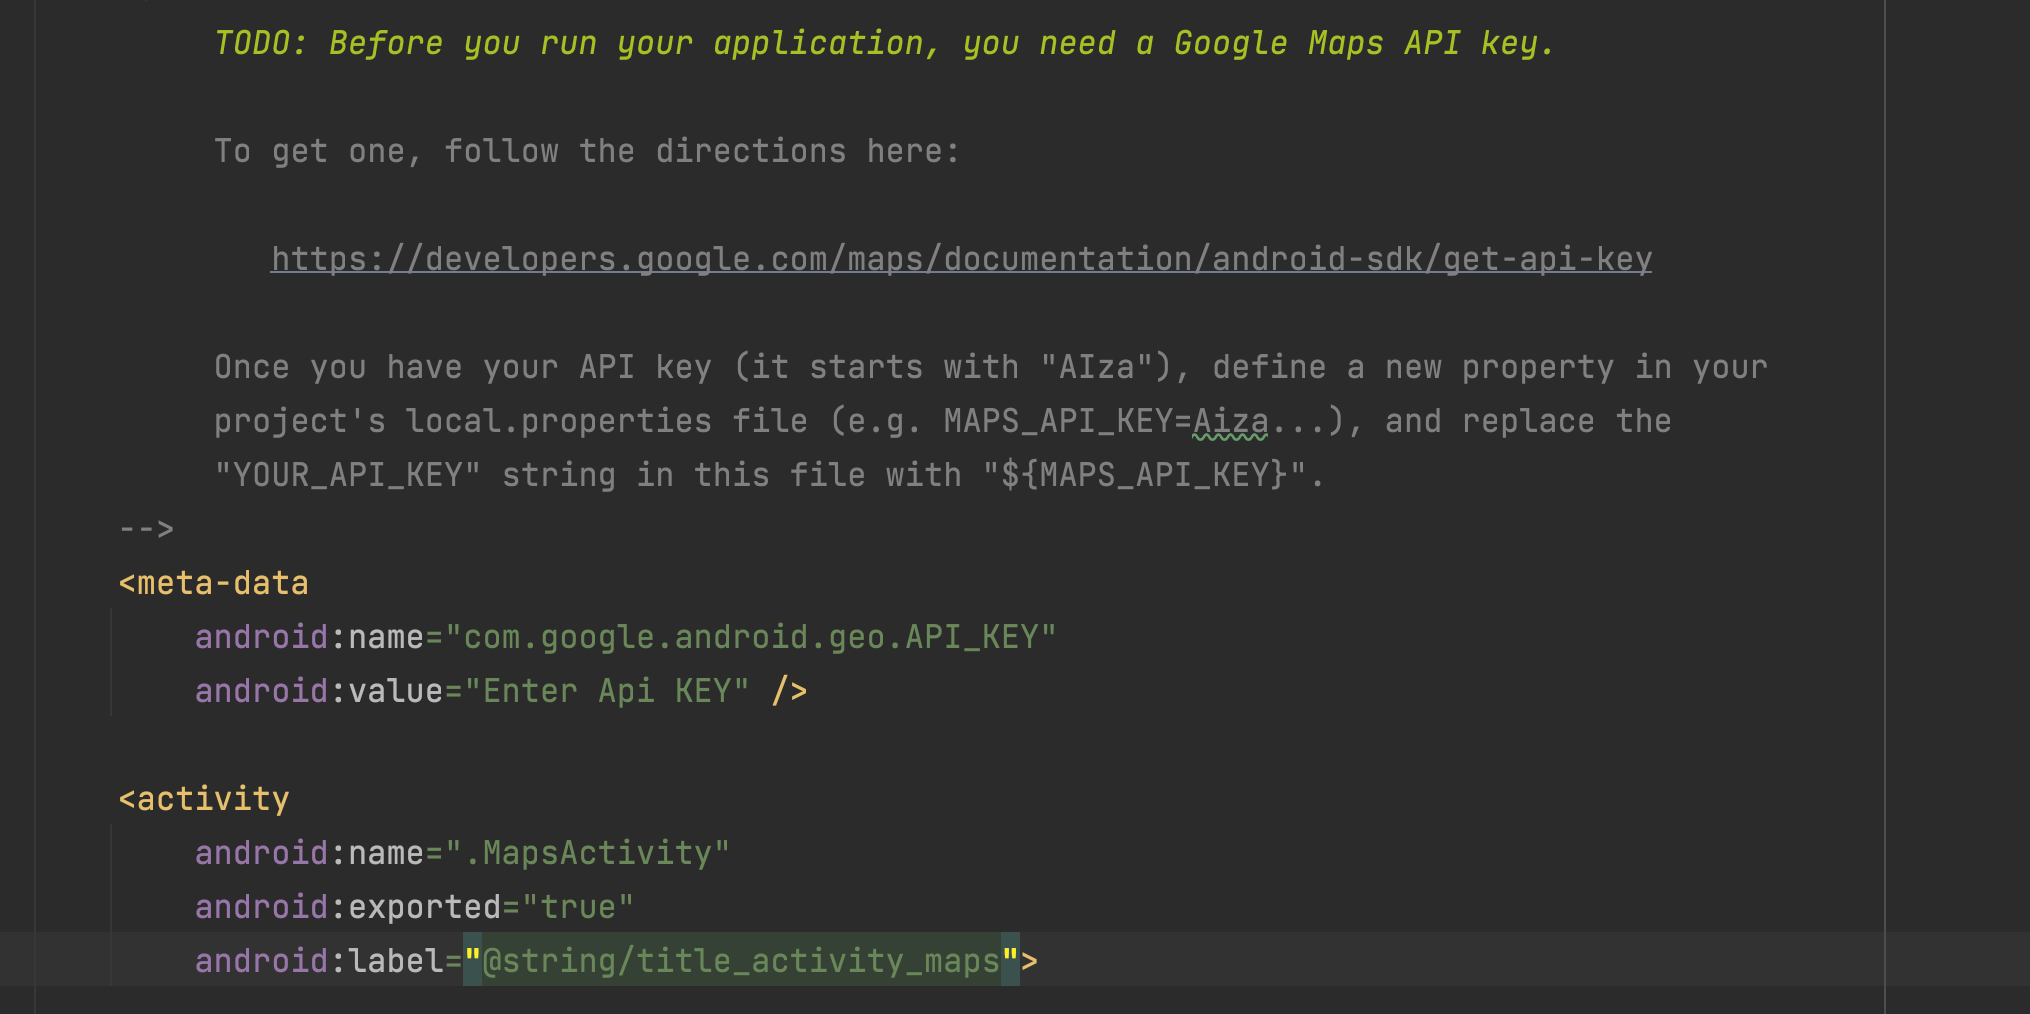 TODO: Before you run your application, you need a Google Maps API key.
To get one, follow the directions here:
https://developers.google.com/maps/documentation/android-sdk/get-api-key
Once you have your API key (it starts with "AIza"), define a new property in your
project's local.properties file (e.g. MAPS_API_KEY=Aiza...), and replace the
"YOUR_API_KEY" string in this file with "${MAPS_API_KEY}".
-->
<meta-data
android:name="com.google.android.geo.API_KEY"
android:value="Enter Api KEY" />
<activity
android:name=".MapsActivity"
android:exported="true"
android:label="@string/title_activity_maps">